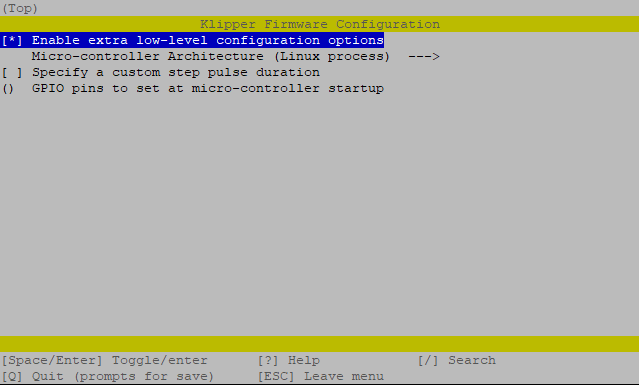 (Top)
Klipper Firmware Configuration
[*] Enable extra low-level configuration options
Micro-controller Architecture (Linux process)  --->
[ ] Specify a custom step pulse duration
()  GPIO pins to set at micro-controller startup
[Space/Enter] Toggle/enter [?] Help [/] Search
[Q] Quit (prompts for save) [ESC] Leave menu